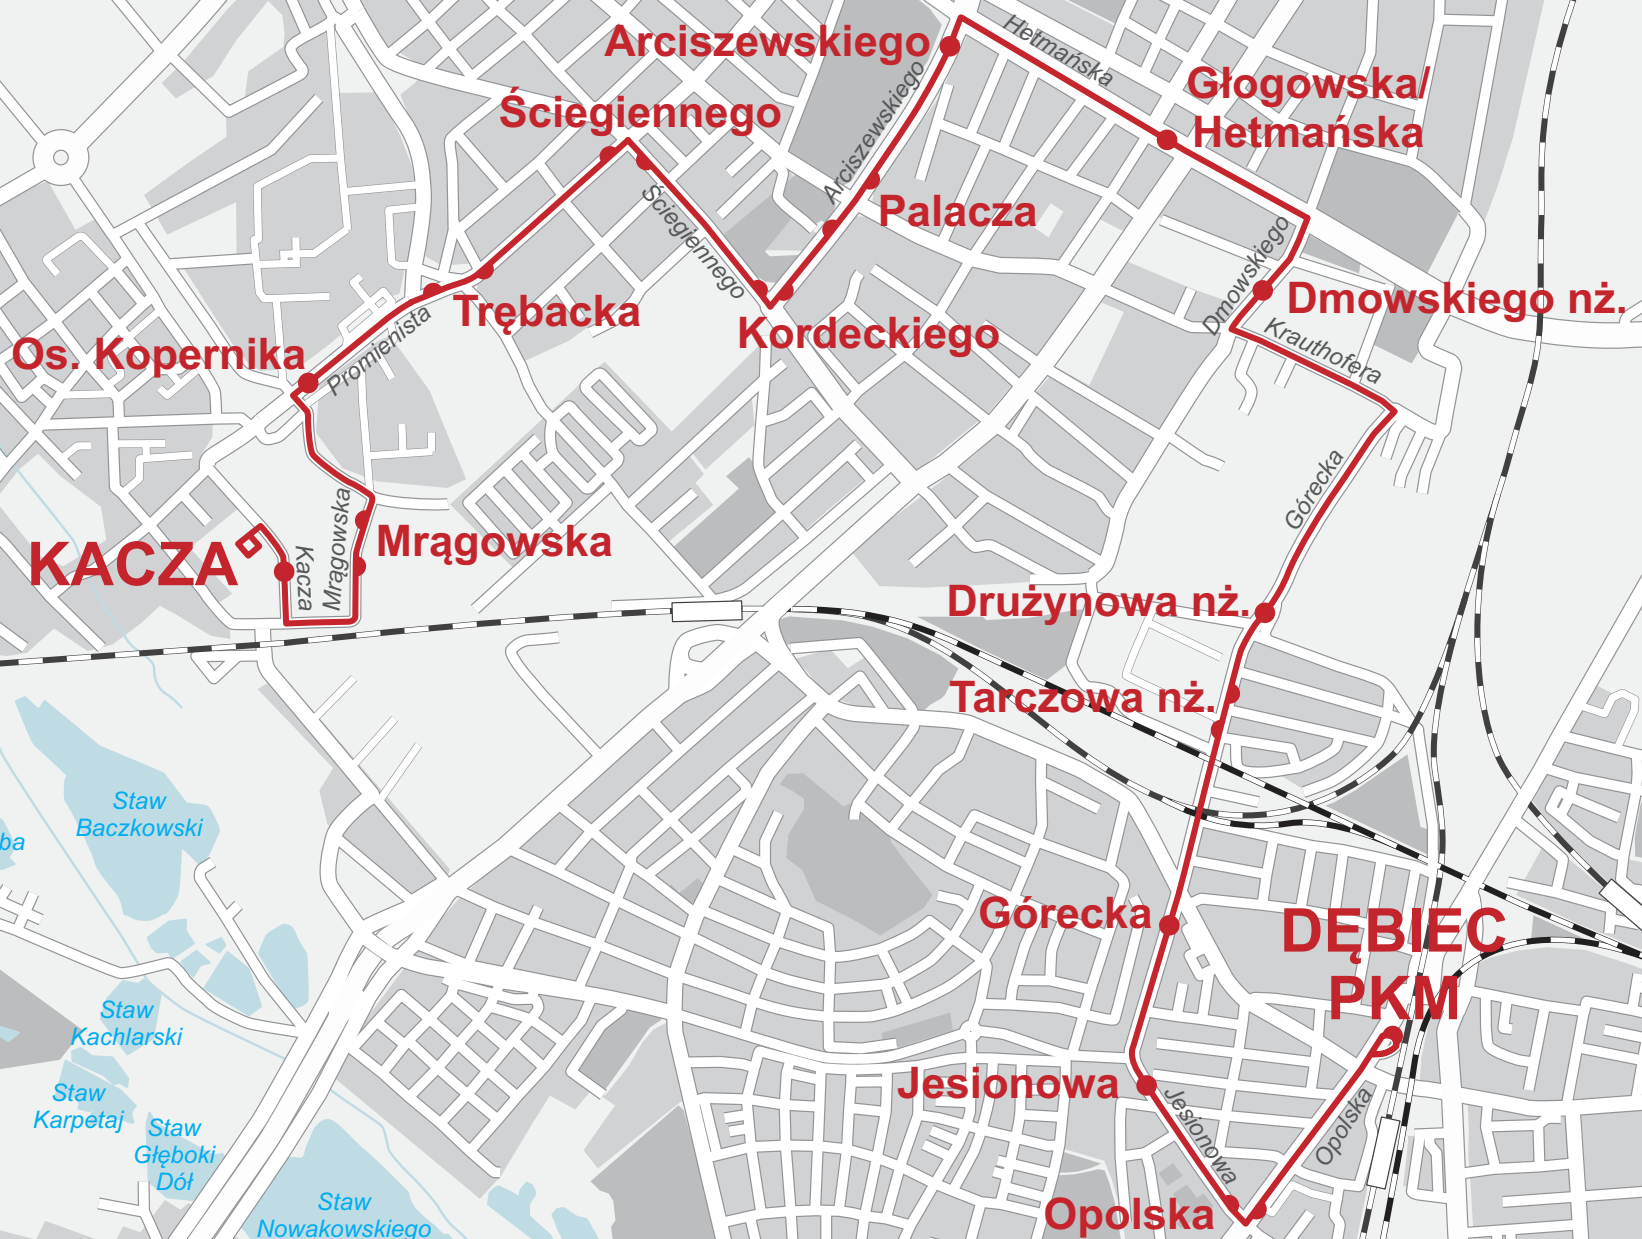 Arciszewskiego
Hetmańska
Głogowska/
Hetmańska
Ściegiennego
Arciszewskiego
Palacza
Ściegiennego
Dmowskiego
Dmowskiego nż.
Trębacka
Kordeckiego
Krauthofera
Os. Kopernika
Promienista
Górecka
Mrągowska
Mrągowska
KACZA
Kacza
Drużynowa nż.
Tarczowa nż.
Staw
Baczkowski
ba
Górecka
DĘBIEC
PKM
Staw
Kachlarski
Jesionowa
Jesionowa
Opolska
Staw
Karpetaj
Staw
Głęboki
Dół
Opolska
Staw
Nowakowskiego